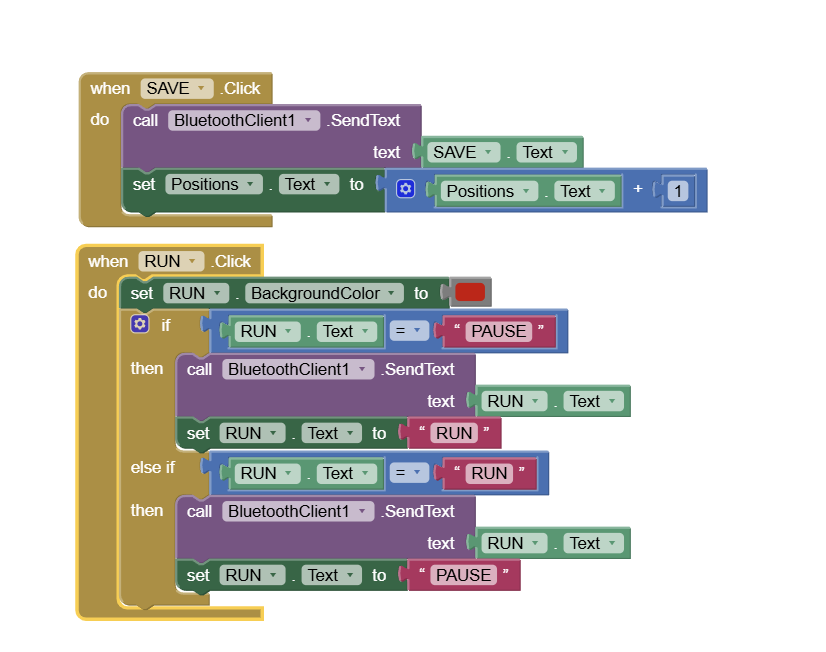 when SAVE .Click
do call BluetoothClient1 .SendText
text SAVE . Text
set Positions . Text to Positions . Text + 1
when RUN .Click
do set RUN . BackgroundColor to
if RUN . Text = “ PAUSE ”
then call BluetoothClient1 .SendText
text RUN . Text
set RUN . Text to “ RUN ”
else if RUN . Text = “ RUN ”
then call BluetoothClient1 .SendText
text RUN . Text
set RUN . Text to “ PAUSE ”